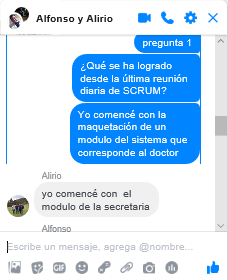 Alfonso y Alirio
pregunta 1
¿Qué se ha logrado
desde la última reunión
diaria de SCRUM?
Yo comencé con la
maquetación de un
modulo del sistema que
corresponde al doctor
Alirio
yo comencé con el
modulo de la secretaria
Alfonso
Escribe un mensaje, agrega @nombre...
GIF